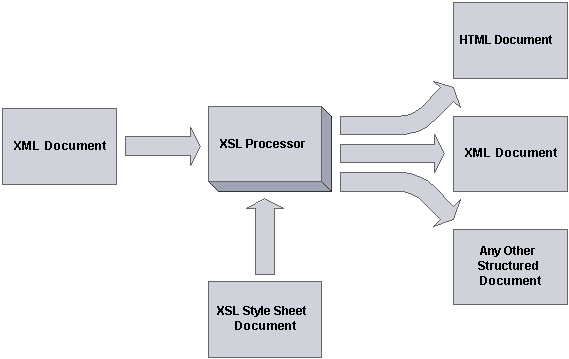 HTML Document
XML Document
XSL Processor
XML Document
Any Other
Structured
Document
XSL Style Sheet
Document